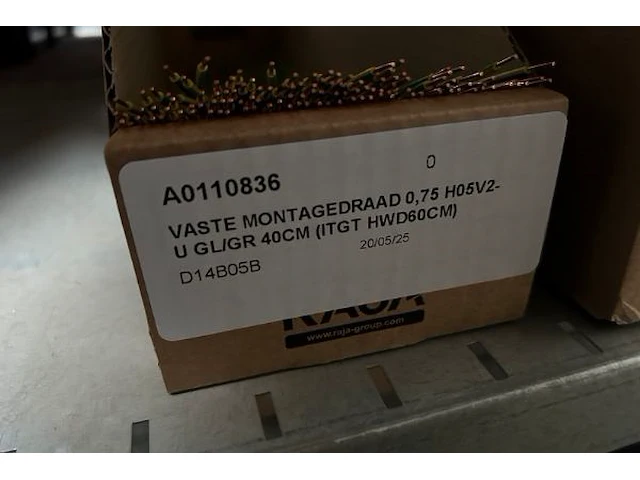 0
A0110836
VASTE MONTAGEDRAAD 0,75 H05V2-
U GL/GR 40CM (ITGT HWD60CM)
20/05/25
D14B05B
RAJA
www.raja-group.com